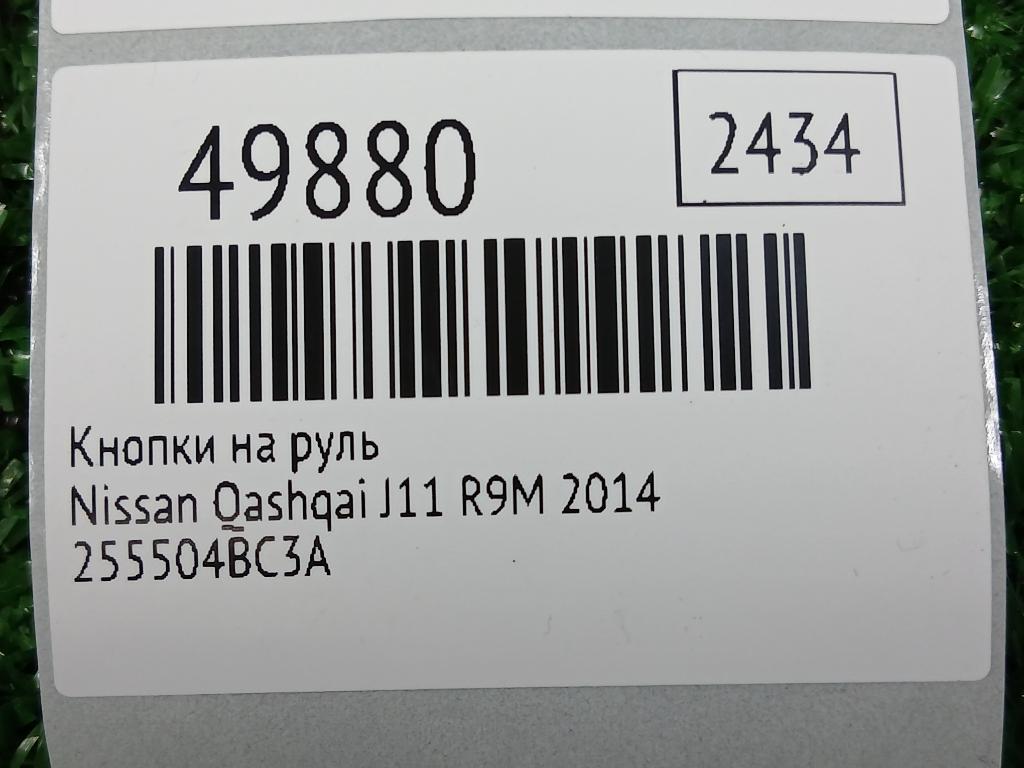 49880
2434
Кнопки на руль
Nissan Qashqai J11 R9M 2014
255504BC3A